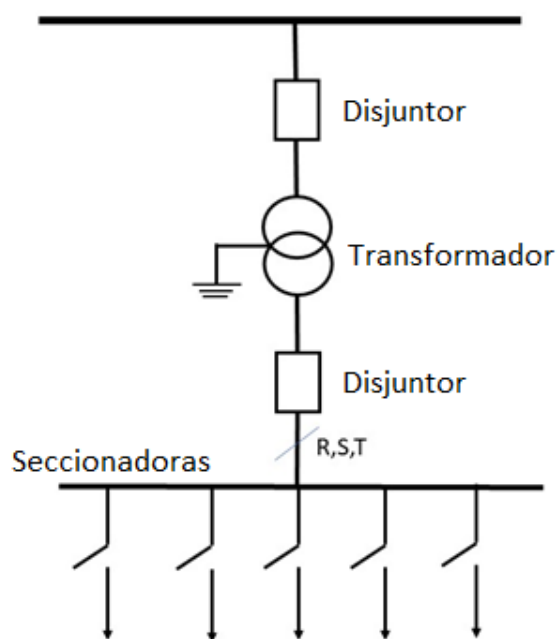 Disjuntor
Transformador
Disjuntor
R,S,T
Seccionadoras